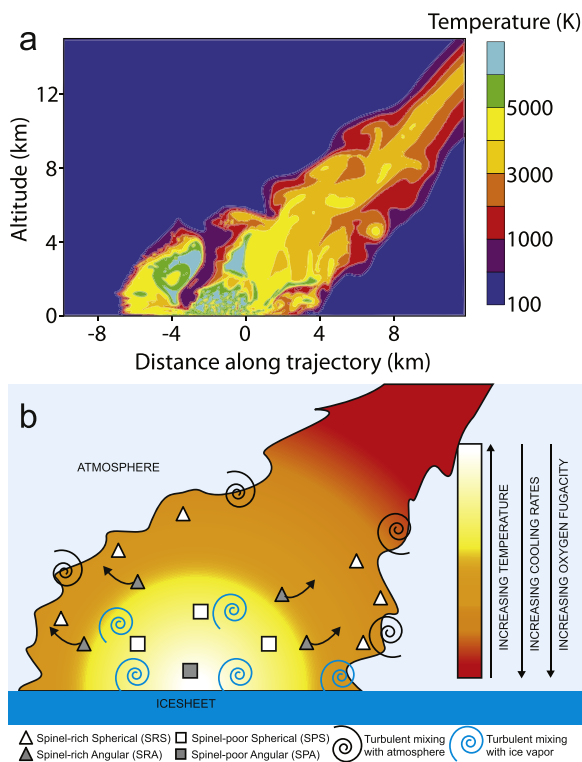 a
Temperature (K)
5000
3000
1000
100
Altitude (km)
12
8
4
0
-8
-4
0
4
8
Distance along trajectory (km)
b
ATMOSPHERE
INCREASING TEMPERATURE
INCREASING COOLING RATES
INCREASING OXYGEN FUGACITY
ICESHEET
Spinel-rich Spherical (SRS)
Spinel-poor Spherical (SPS)
Turbulent mixing
with atmosphere
Turbulent mixing
with ice vapor
Spinel-rich Angular (SRA)
Spinel-poor Angular (SPA)